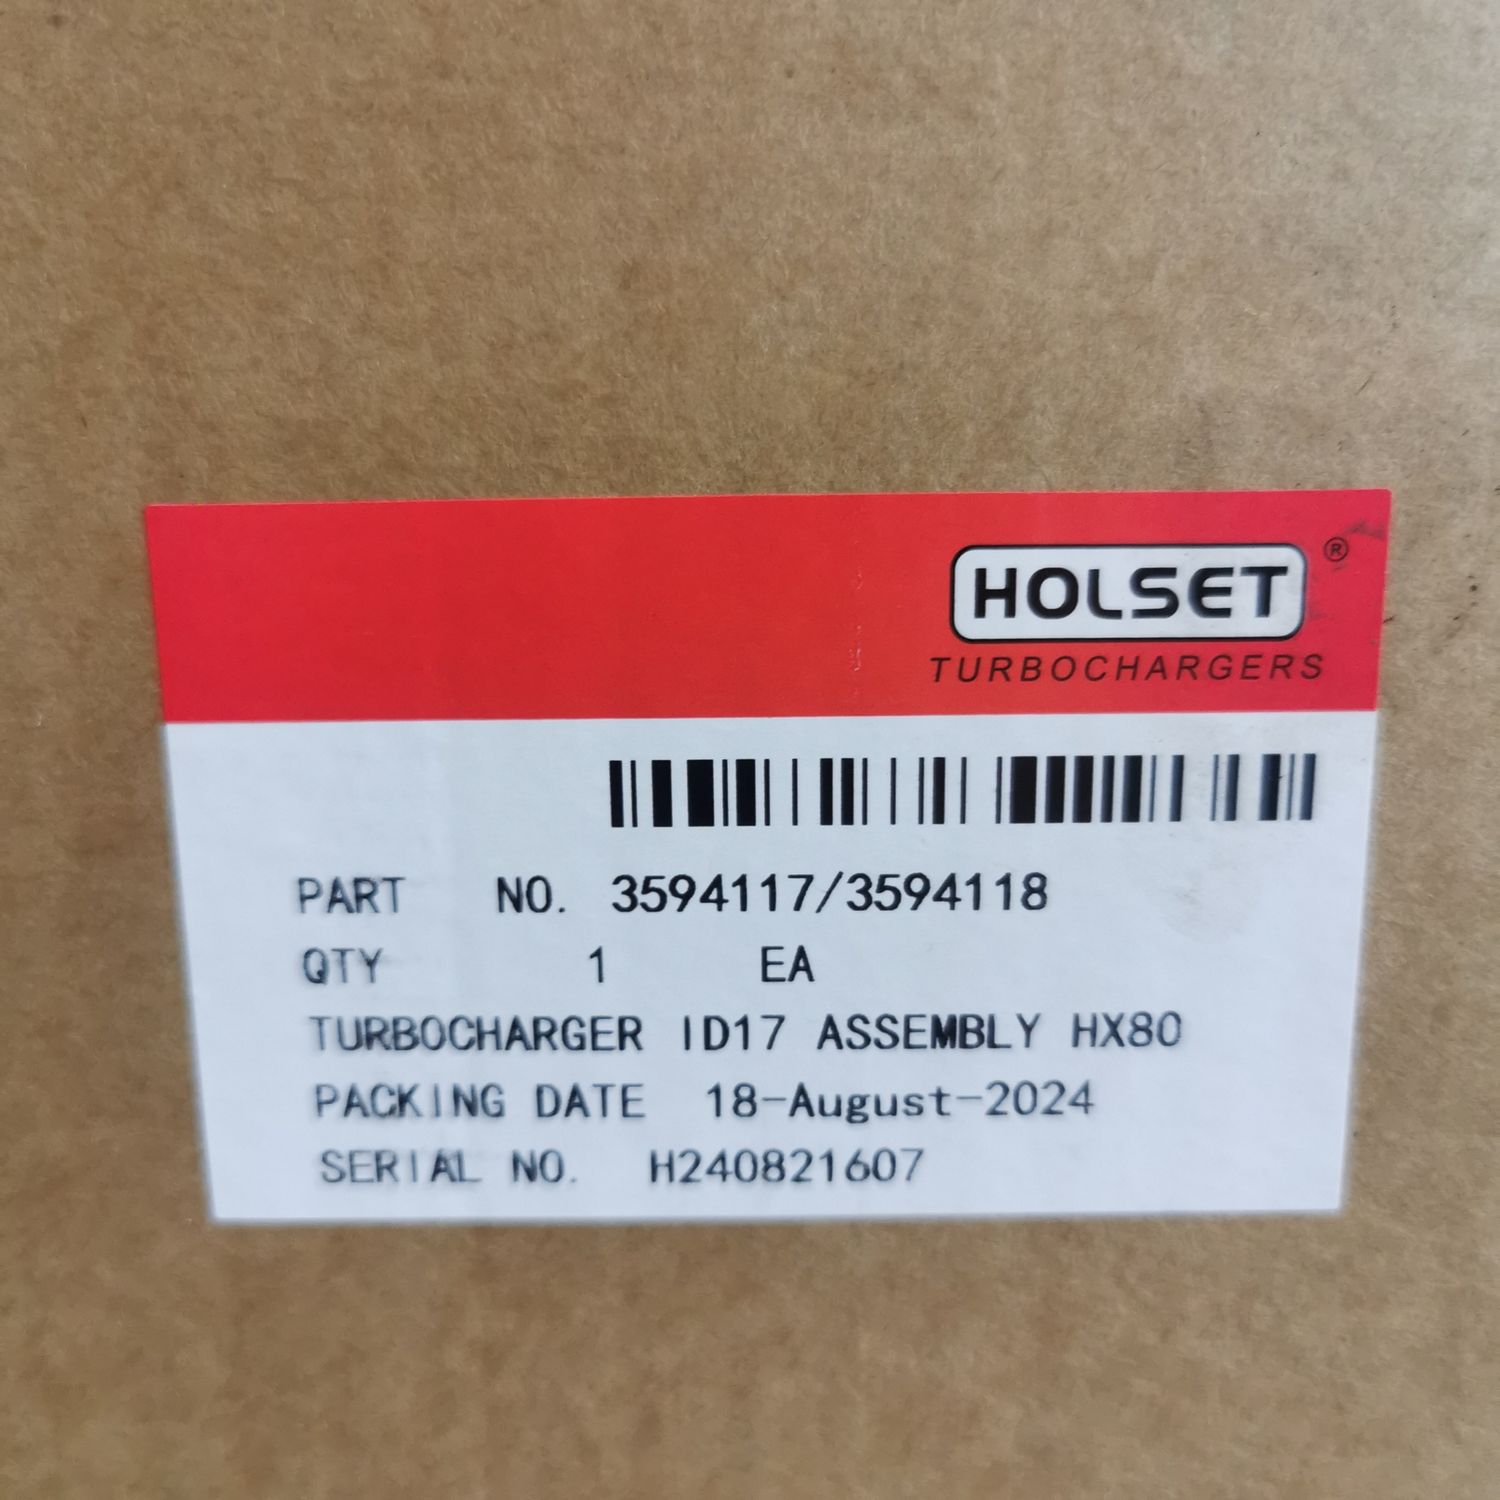 HOLSET ®
TURBOCHARGERS
PART NO. 3594117/3594118
QTY 1 EA
TURBOCHARGER ID17 ASSEMBLY HX80
PACKING DATE 18-August-2024
SERIAL NO. H240821607